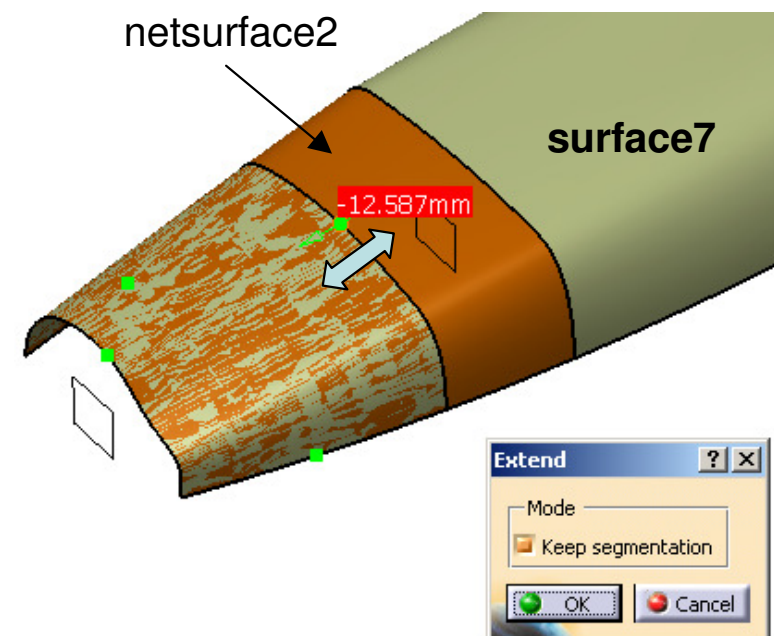 netsurface2
surface7
-12.587mm
Extend
Mode
Keep segmentation
OK
Cancel